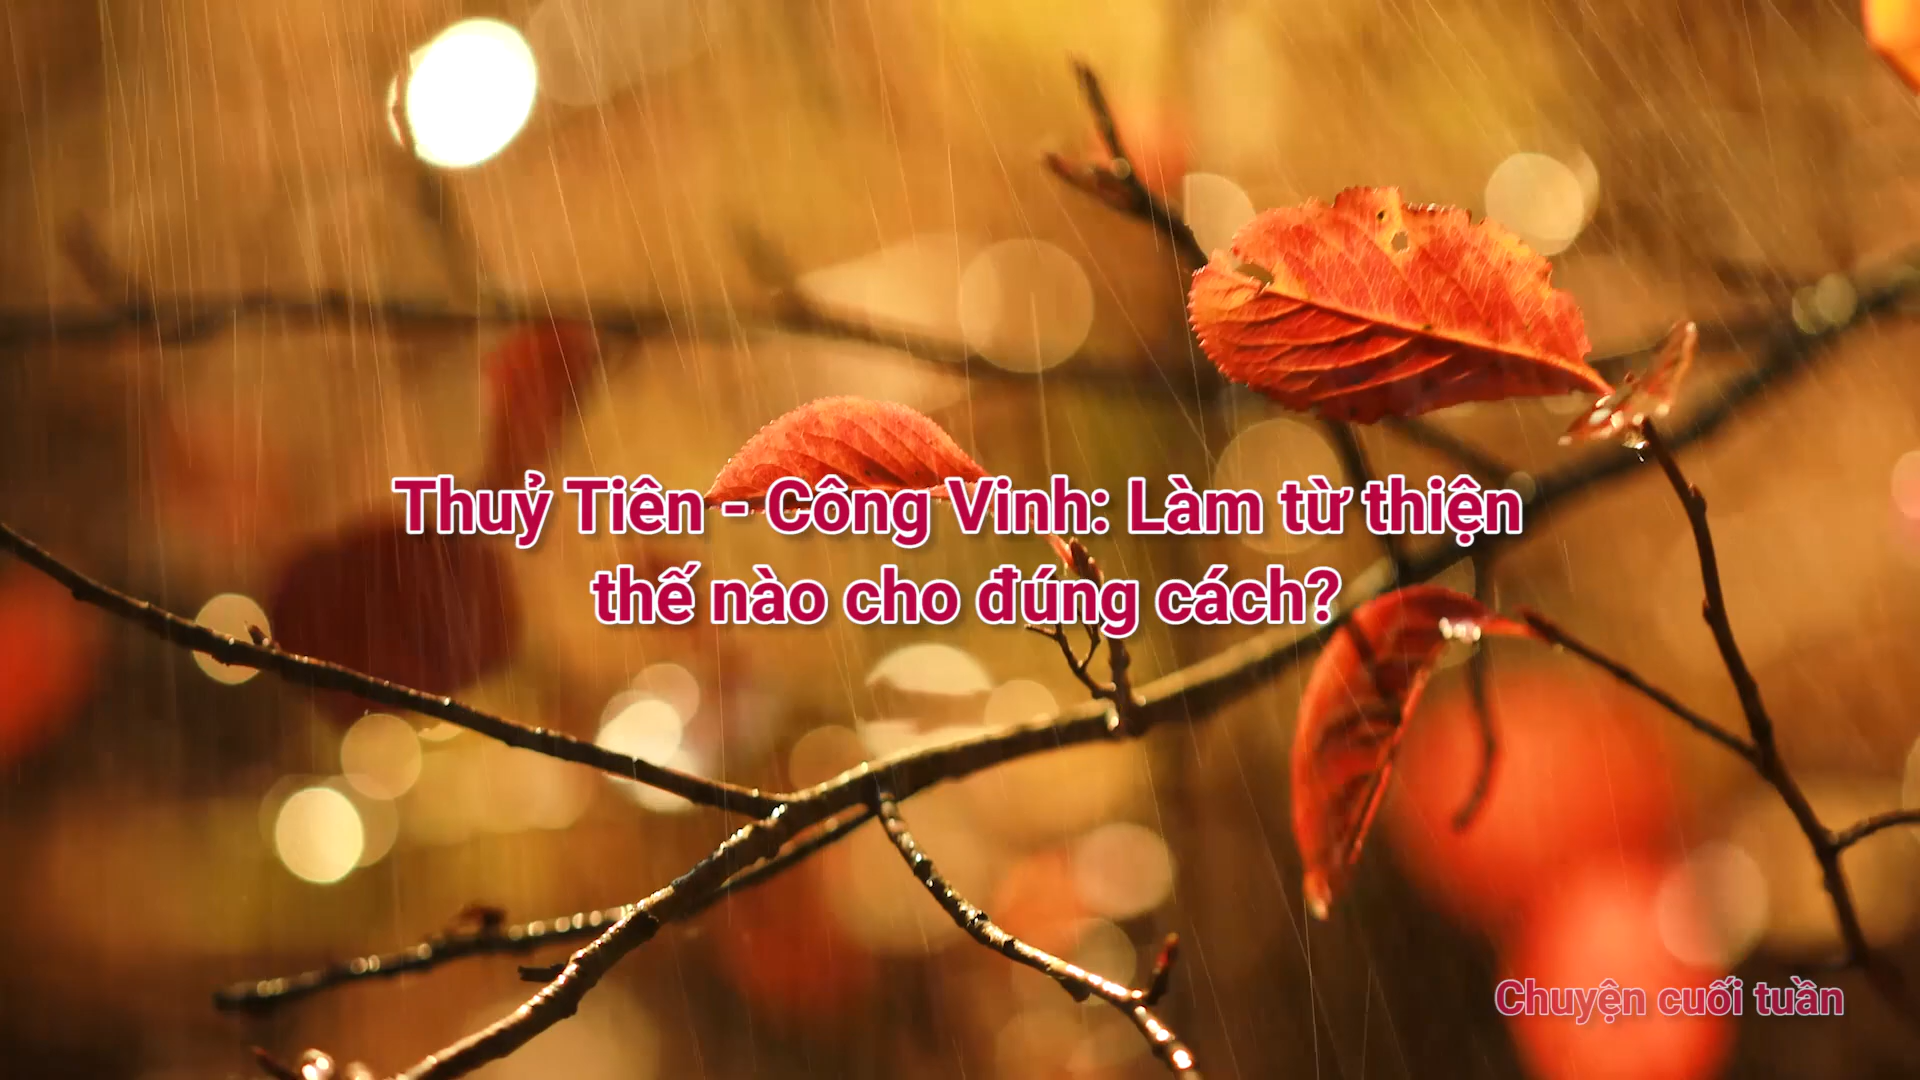 Thuỷ Tiên - Công Vinh: Làm từ thiện
thế nào cho đúng cách?
Chuyện cuối tuần